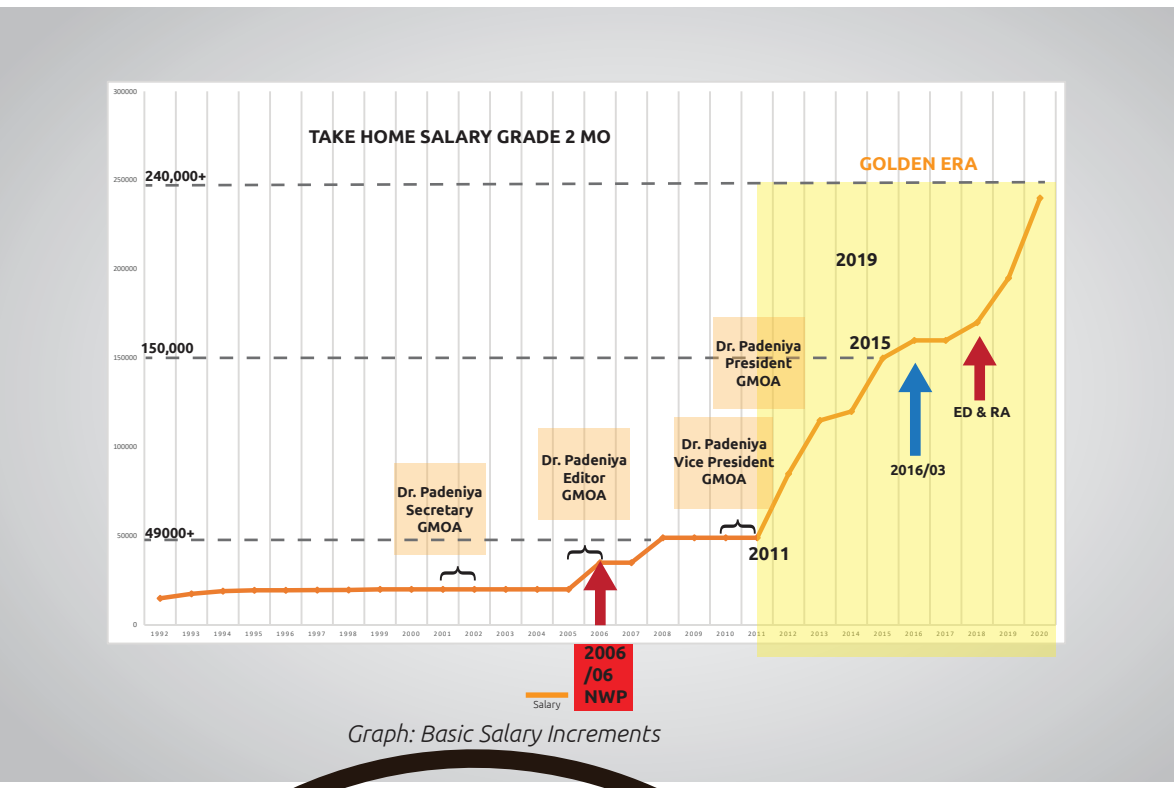 300000
TAKE HOME SALARY GRADE 2 MO
GOLDEN ERA
240,000+
250000
2019
200000
150,000
2015
150000
Dr. Padeniya
President
GMOA
ED & RA
2016/03
100000
Dr. Padeniya
Vice President
GMOA
Dr. Padeniya
Editor
GMOA
Dr. Padeniya
Secretary
GMOA
49000+
50000
2011
0
1992 1993 1994 1995 1996 1997 1998 1999 2000 2001 2002 2003 2004 2005 2006 2007 2008 2009 2010 2011 2012 2013 2014 2015 2016 2017 2018 2019 2020
2006
/06
NWP
Salary
Graph: Basic Salary Increments